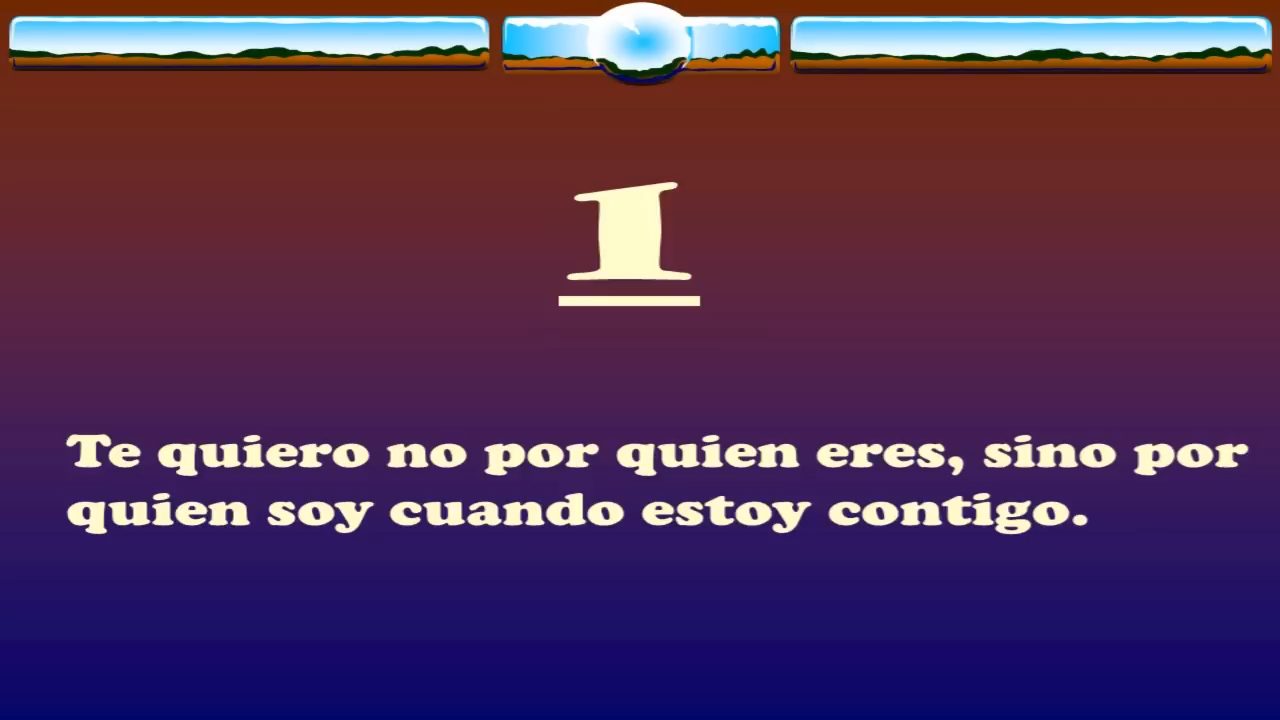 1
Te quiero no por quien eres, sino por
quien soy cuando estoy contigo.